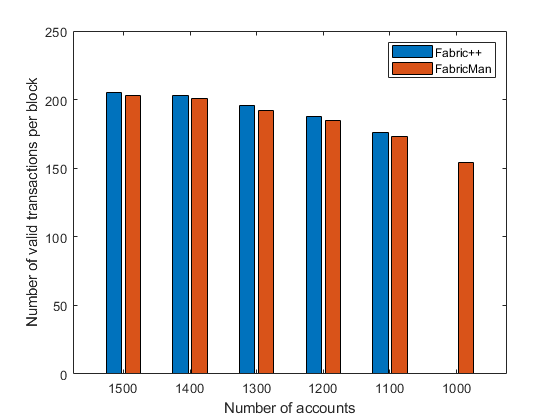 250
200
150
100
50
0
Number of valid transactions per block
Fabric++
FabricMan
1500 1400 1300 1200 1100 1000
Number of accounts